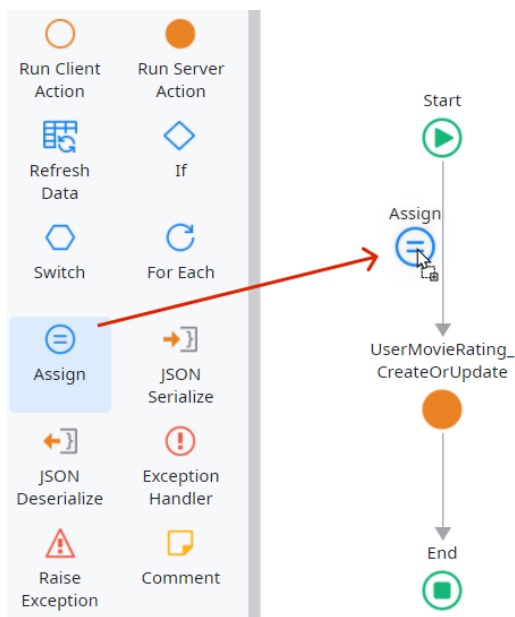 Run Client
Action
Run Server
Action
Refresh
Data
If
Switch
For Each
Assign
JSON
Serialize
JSON
Deserialize
Exception
Handler
Raise
Exception
Comment
Start
Assign
UserMovieRating_
CreateOrUpdate
End